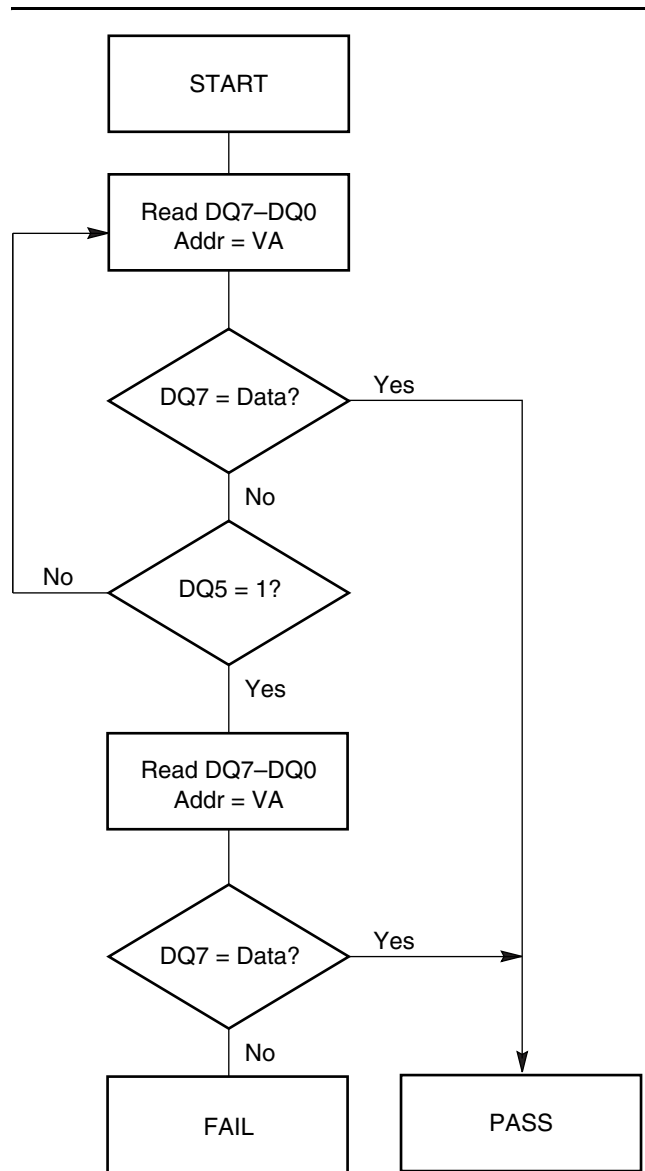 START
Read DQ7–DQ0
Addr = VA
DQ7 = Data?
Yes
No
No
DQ5 = 1?
Yes
Read DQ7–DQ0
Addr = VA
DQ7 = Data?
Yes
No
FAIL
PASS